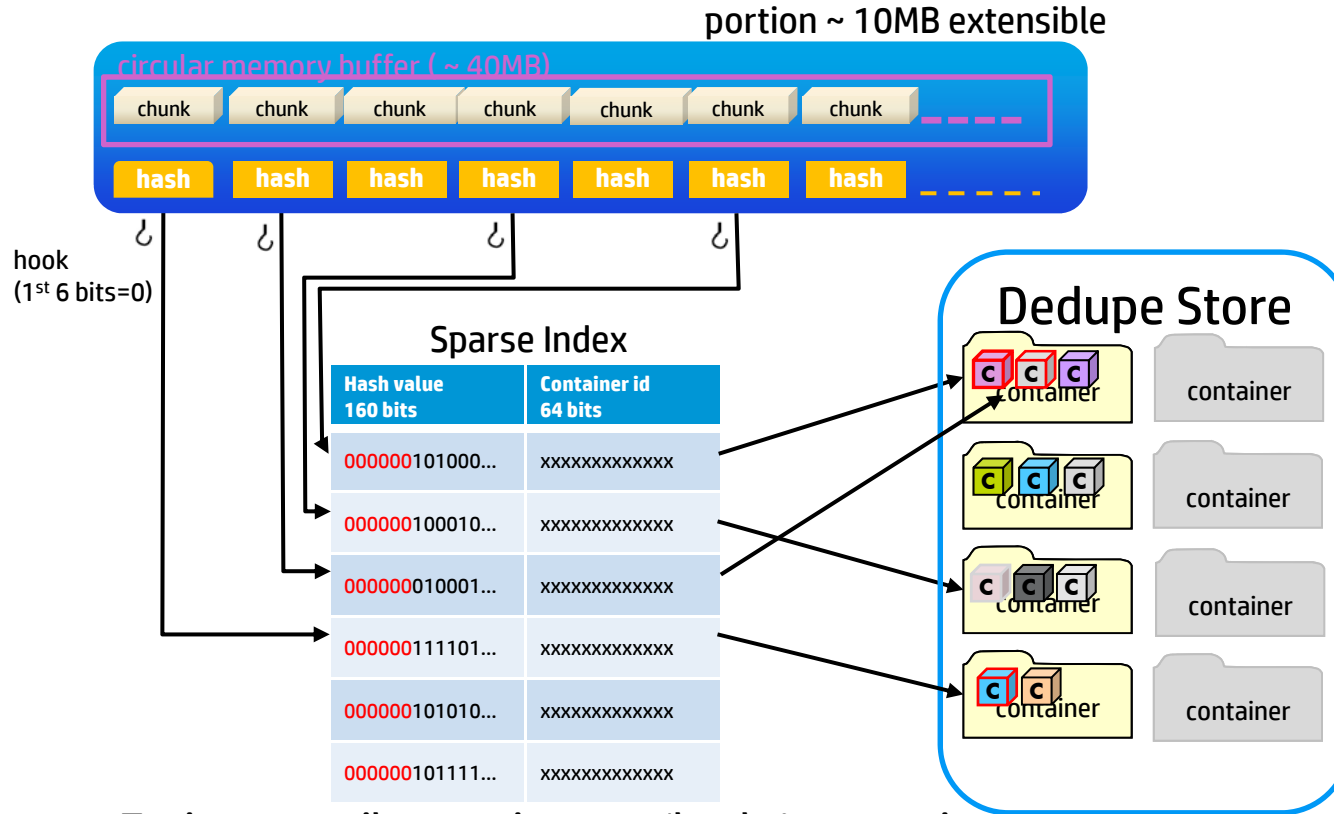 portion ~ 10MB extensible
circular memory buffer ( ~ 40MB)
chunk chunk chunk chunk chunk chunk chunk
hash hash hash hash hash hash hash
hook
(1st 6 bits=0)
Sparse Index
Hash value
160 bits
Container id
64 bits
000000101000... xxxxxxxxxxxxx
000000100010... xxxxxxxxxxxxx
000000010001... xxxxxxxxxxxxx
000000111101... xxxxxxxxxxxxx
000000101010... xxxxxxxxxxxxx
000000101111... xxxxxxxxxxxxx
Dedupe Store
C C C
container container
C C C
container container
C C C
container container
C C
container container